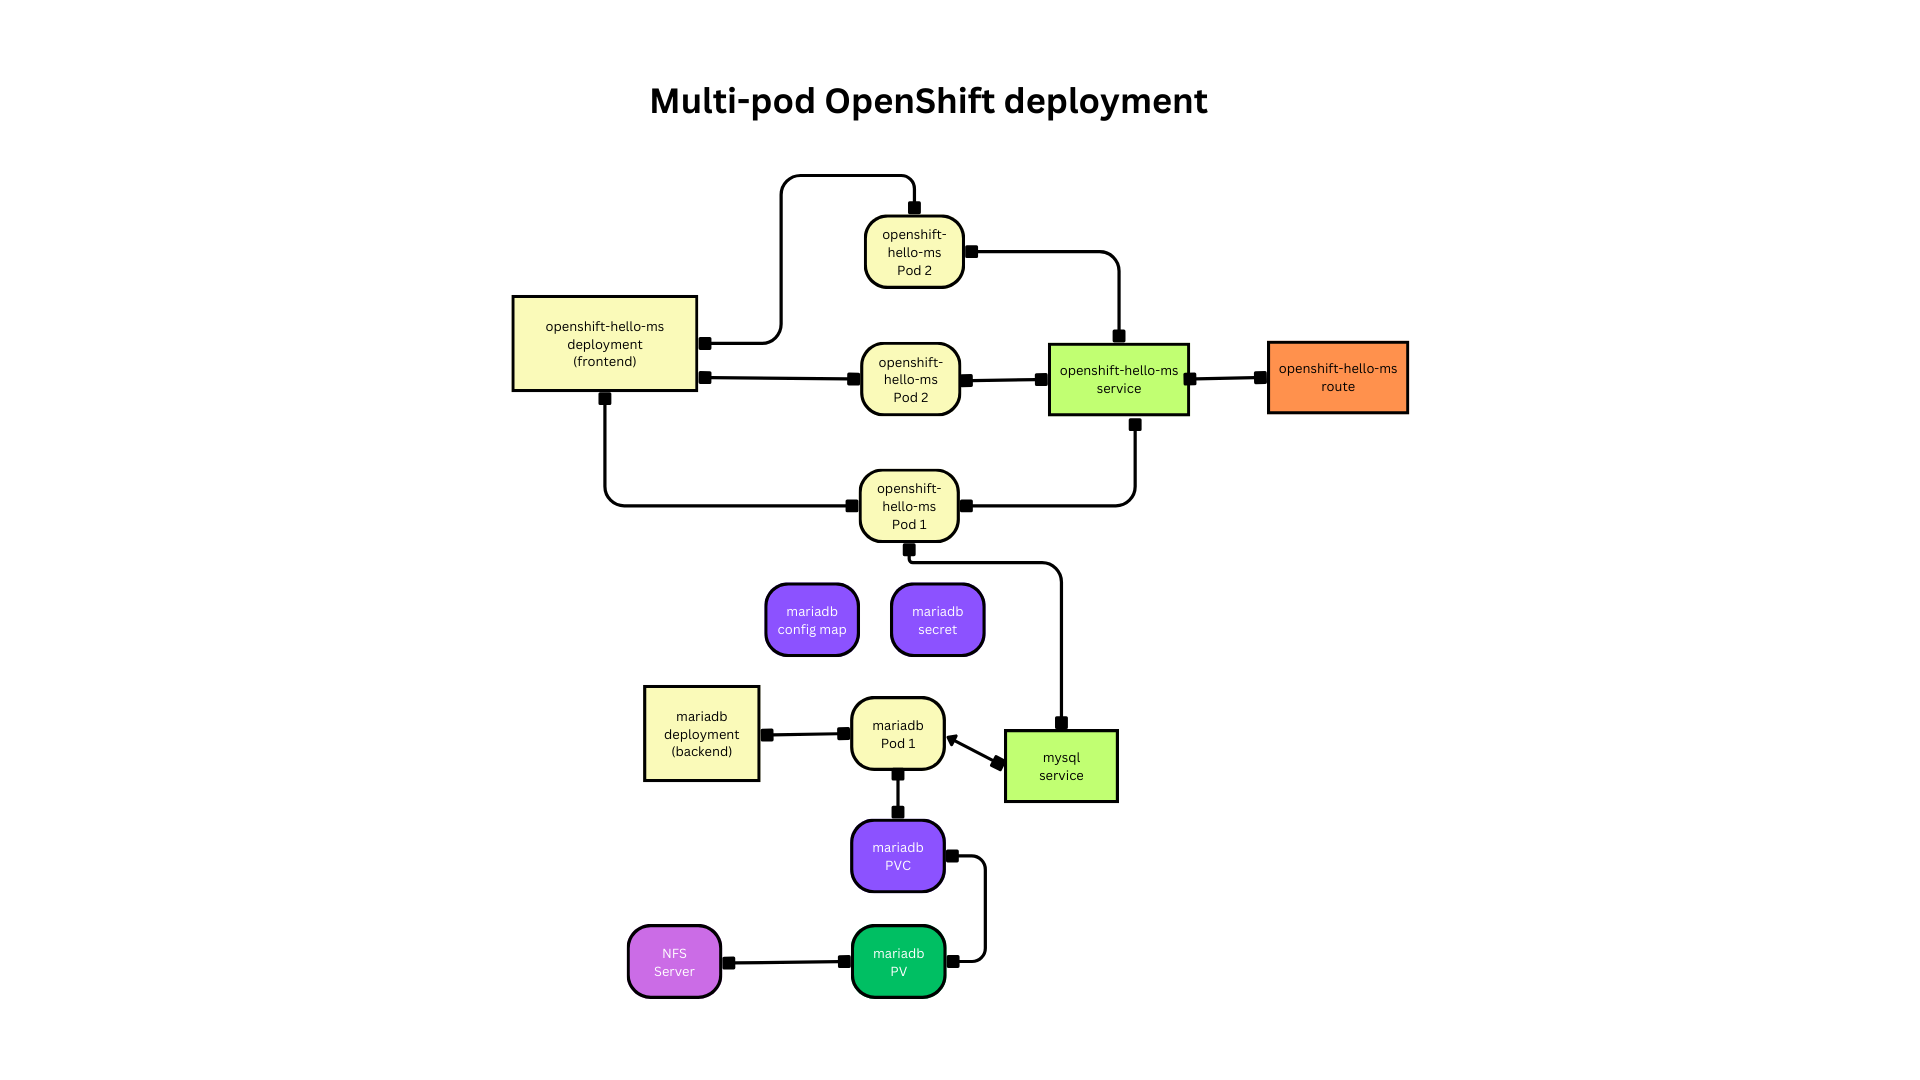 Multi-pod OpenShift deployment
openshift-
hello-ms
Pod 2
openshift-hello-ms
deployment
(frontend)
openshift-
hello-ms
Pod 2
openshift-hello-ms
service
openshift-hello-ms
route
openshift-
hello-ms
Pod 1
mariadb
config map
mariadb
secret
mariadb
deployment
(backend)
mariadb
Pod 1
mysql
service
mariadb
PVC
NFS
Server
mariadb
PV